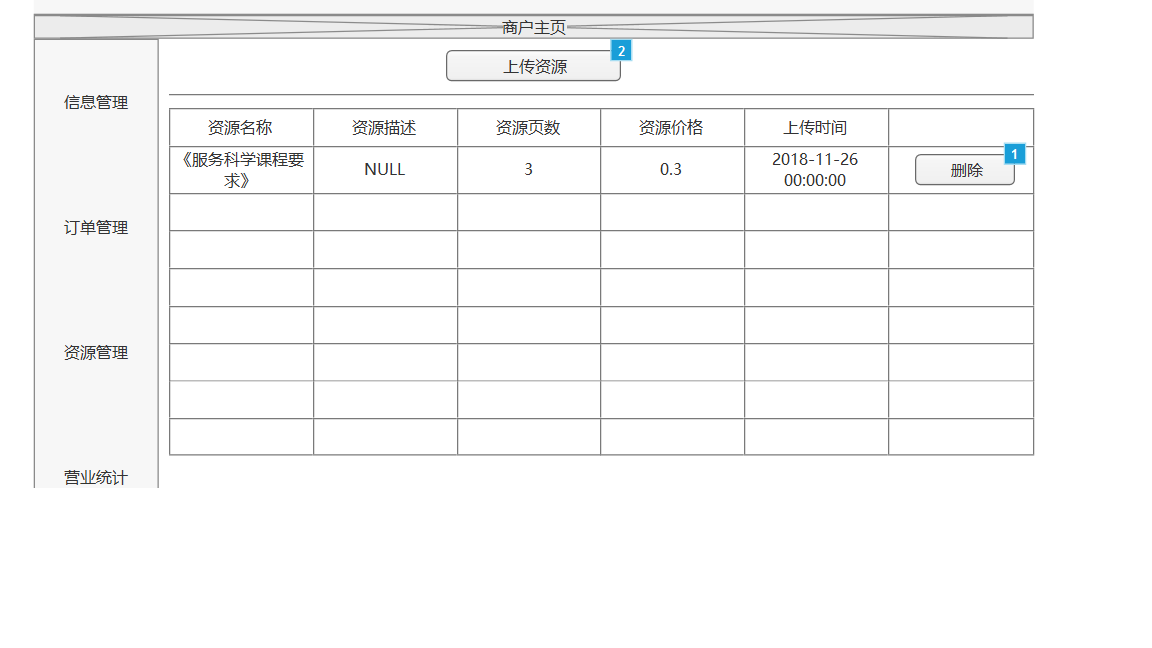 商户主页
2
上传资源
信息管理
订单管理
资源管理
营业统计
资源名称 资源描述 资源页数 资源价格 上传时间
1
《服务科学课程要
求》
NULL
3
0.3
2018-11-26
00:00:00
删除